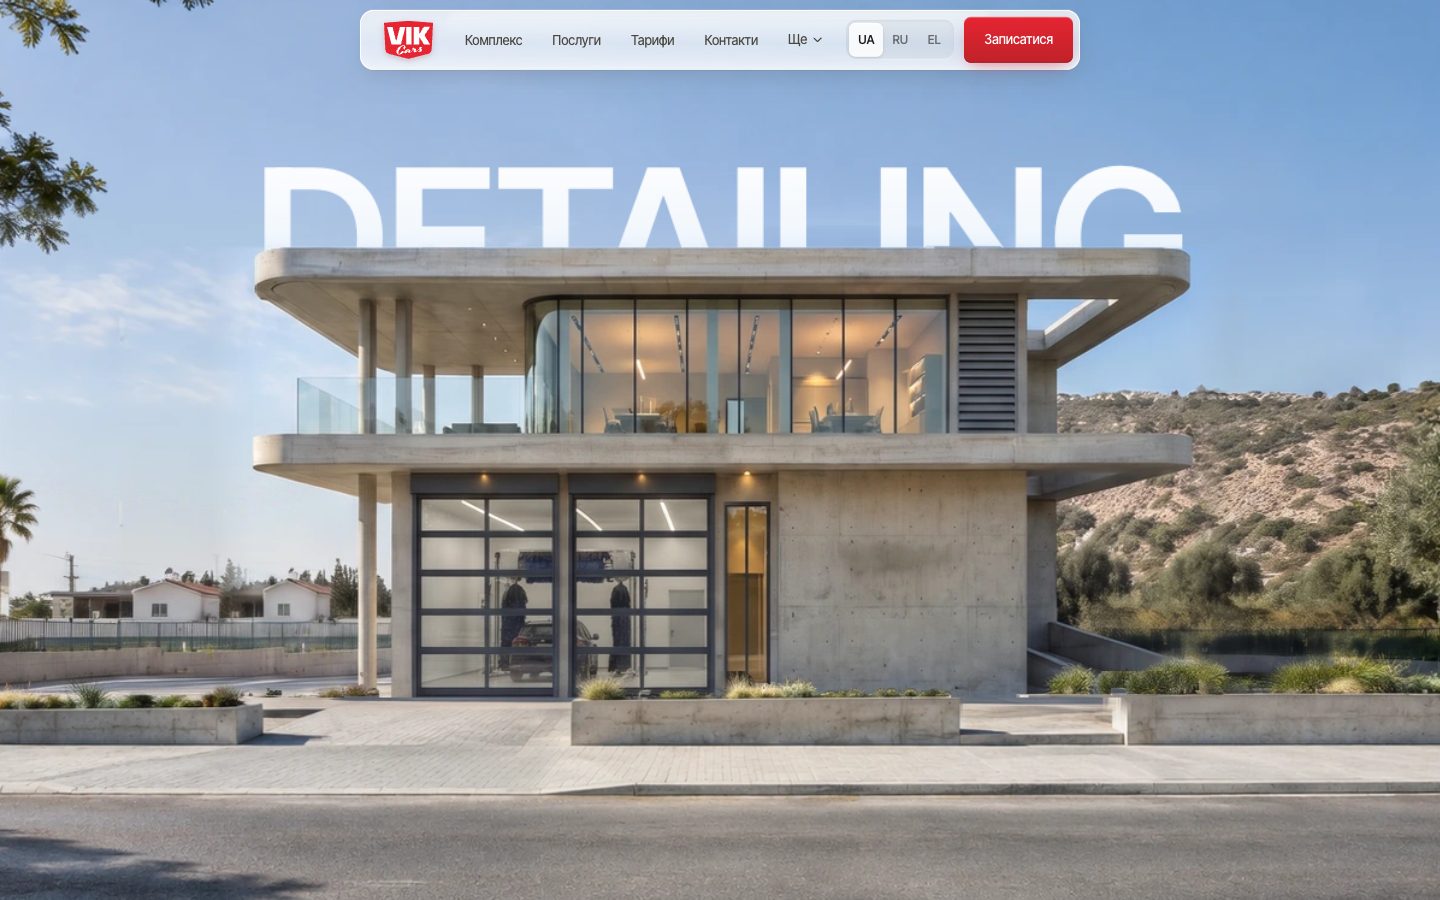 VIK
Cars
Комплекс
Послуги
Тарифи
Контакти
Ще
UA
RU
EL
Записатися
DETAILING